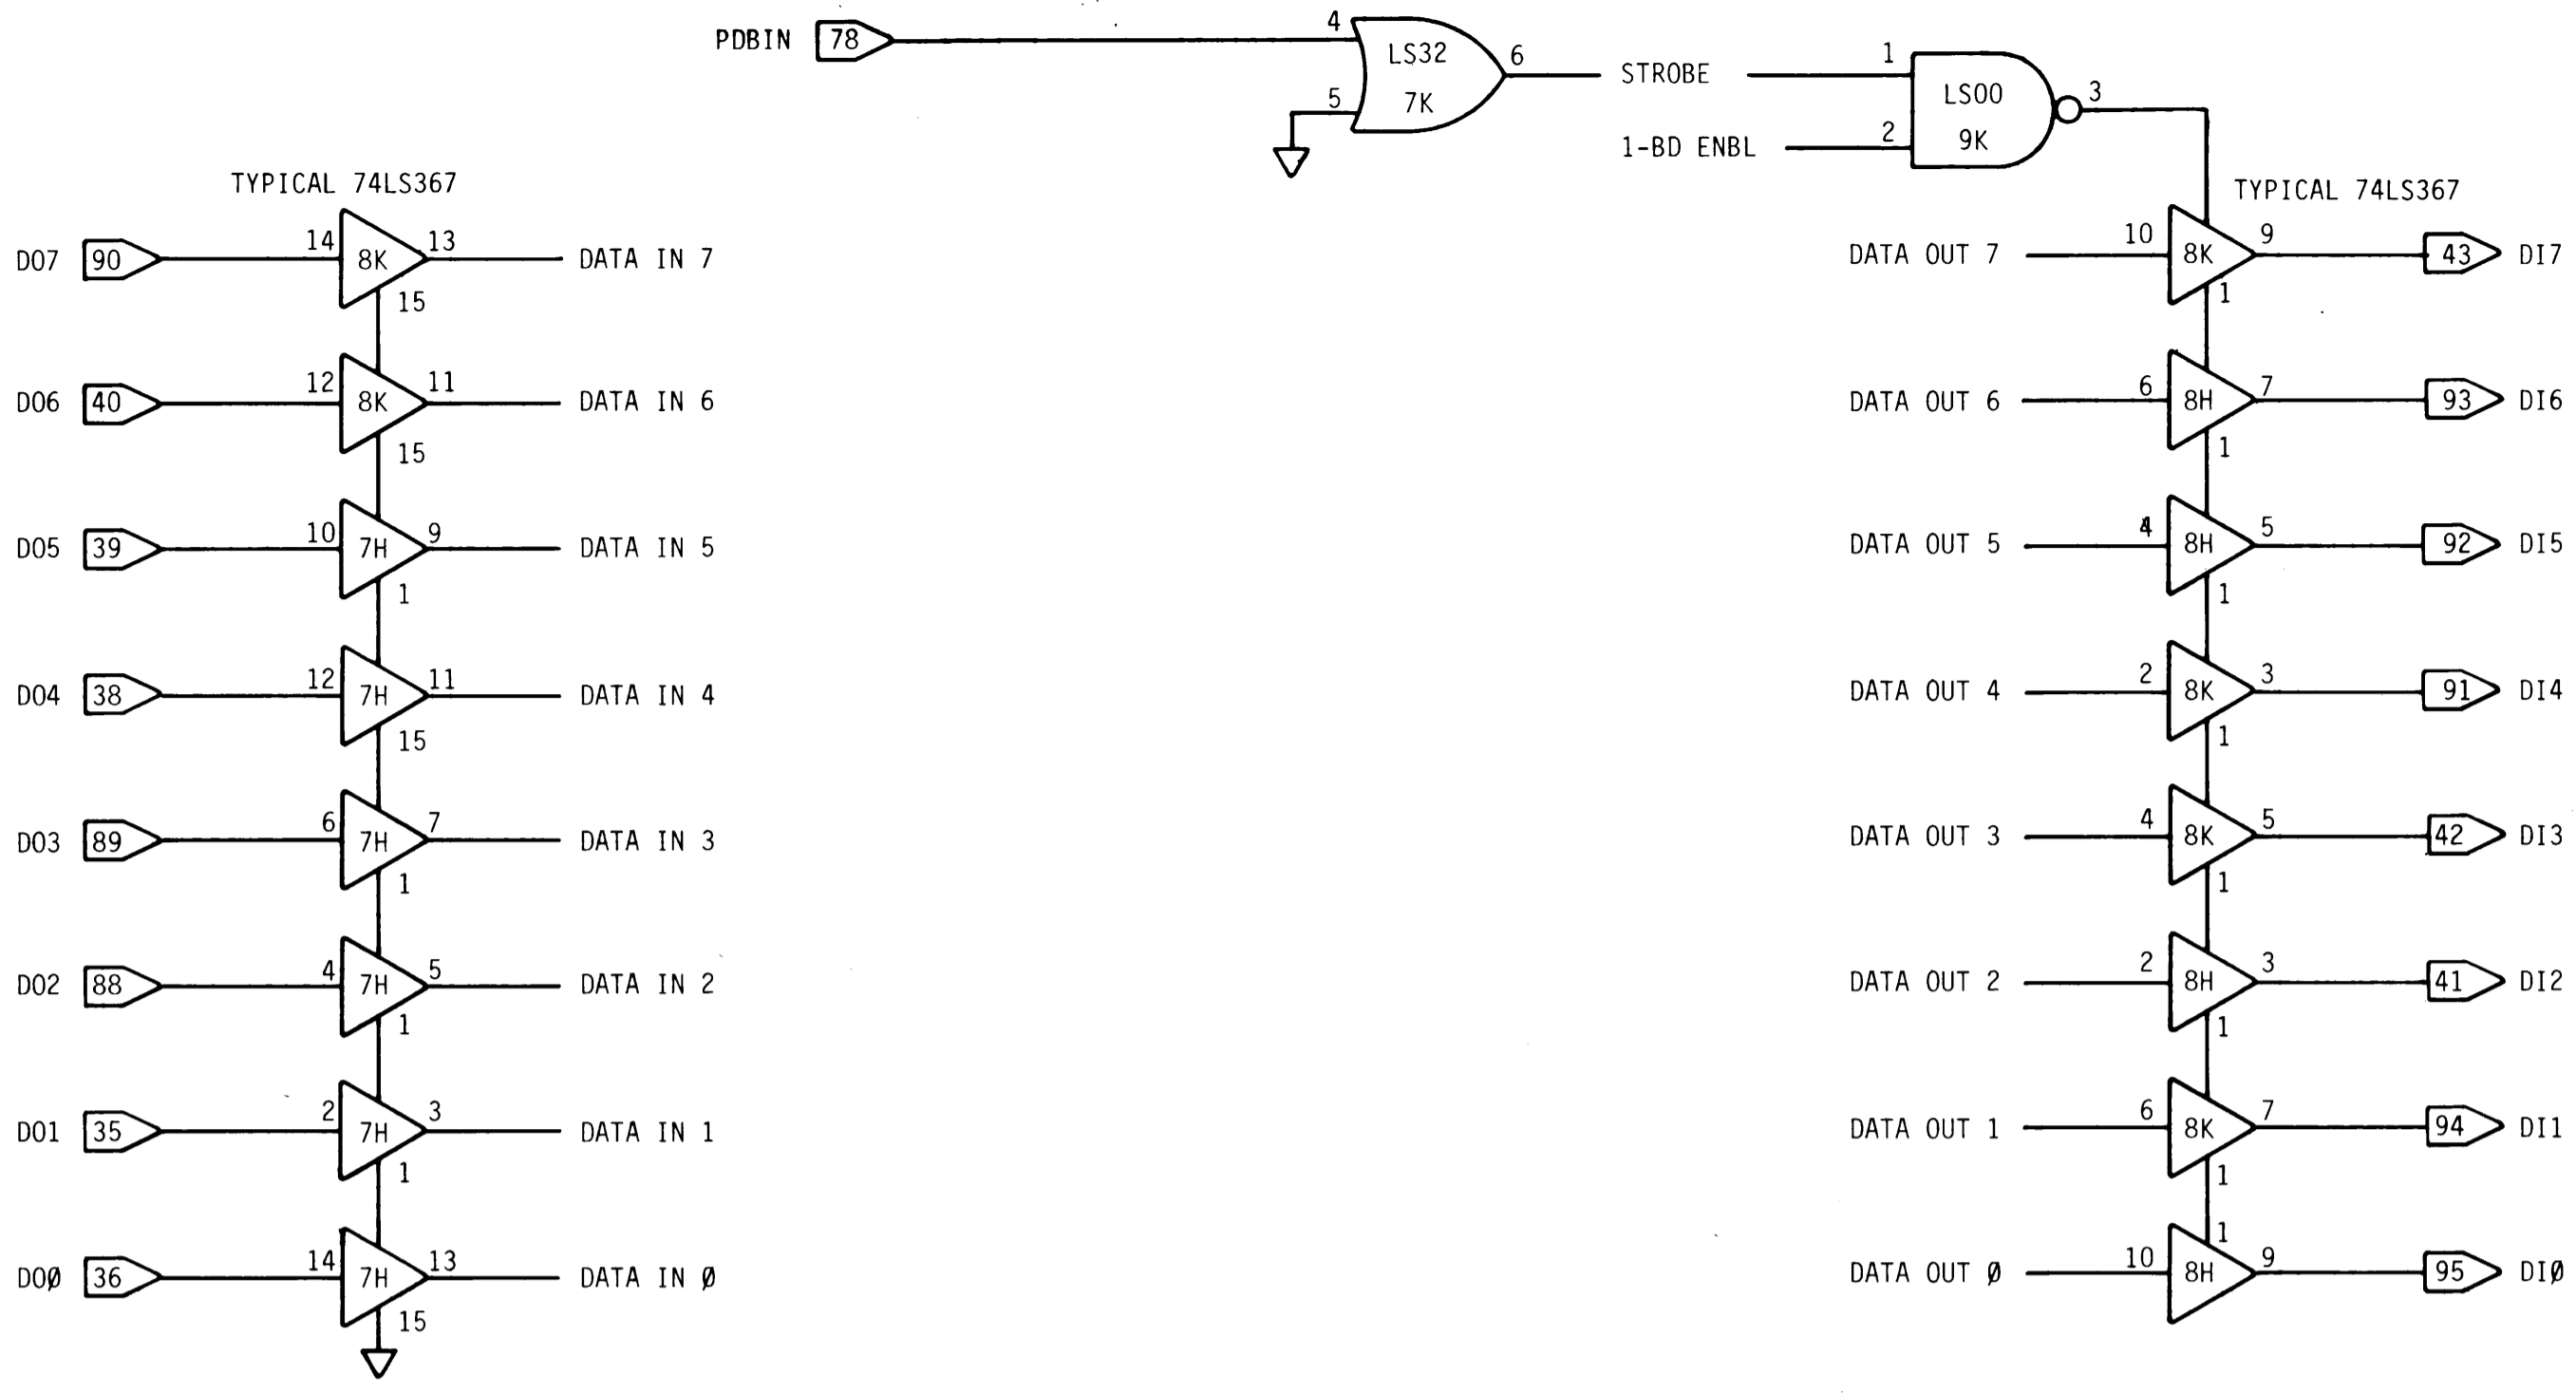 PDBIN 78 4 LS32 6 STROBE 1 LS00 3
5 7K 1-BD ENBL 2 9K
TYPICAL 74LS367 TYPICAL 74LS367
DO7 90 14 8K 13 DATA IN 7
15
DO6 40 12 8K 11 DATA IN 6
15
DO5 39 10 7H 9 DATA IN 5
1
DO4 38 12 7H 11 DATA IN 4
15
DO3 89 6 7H 7 DATA IN 3
1
DO2 88 4 7H 5 DATA IN 2
1
DO1 35 2 7H 3 DATA IN 1
1
DOØ 36 14 7H 13 DATA IN Ø
15
DATA OUT 7 10 8K 9 43 DI7
1
DATA OUT 6 6 8H 7 93 DI6
1
DATA OUT 5 4 8H 5 92 DI5
1
DATA OUT 4 2 8K 3 91 DI4
1
DATA OUT 3 4 8K 5 42 DI3
1
DATA OUT 2 2 8H 3 41 DI2
1
DATA OUT 1 6 8K 7 94 DI1
1
1
DATA OUT Ø 10 8H 9 95 DIØ